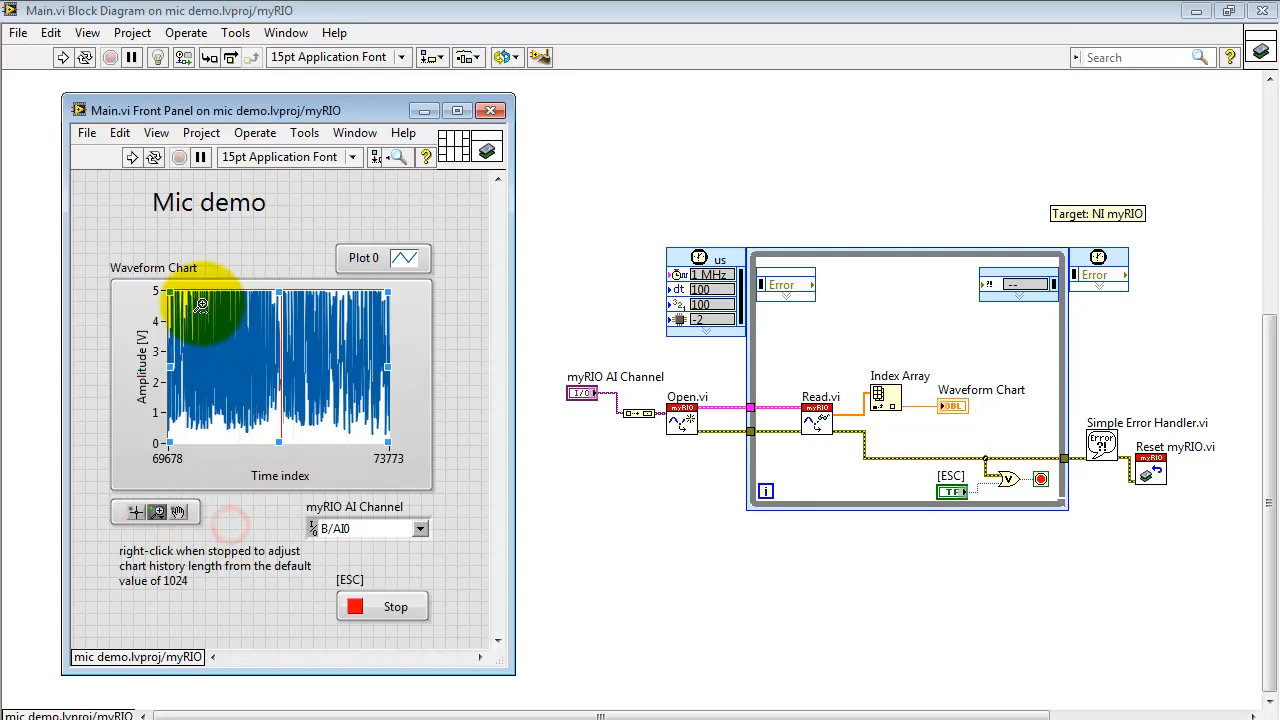 Main.vi Block Diagram on mic demo.lvproj/myRIO
File Edit View Project Operate Tools Window Help
15pt Application Font
Search
Main.vi Front Panel on mic demo.lvproj/myRIO
File Edit View Project Operate Tools Window Help
15pt Application Font
Mic demo
Plot 0
Waveform Chart
5
4
3
2
1
0
Amplitude [V]
69678
73773
Time index
myRIO AI Channel
B/AI0
right-click when stopped to adjust
chart history length from the default
value of 1024
[ESC]
Stop
mic demo.lvproj/myRIO
Target: NI myRIO
us
1 MHz
dt 100
100
-2
Error
--
Error
myRIO AI Channel
I/O
Open.vi
myRIO
Read.vi
myRIO
Index Array
Waveform Chart
DBL
[ESC]
TF
V
i
Simple Error Handler.vi
Error
?!
Reset myRIO.vi
myRIO
mic demo.lvproj/myRIO